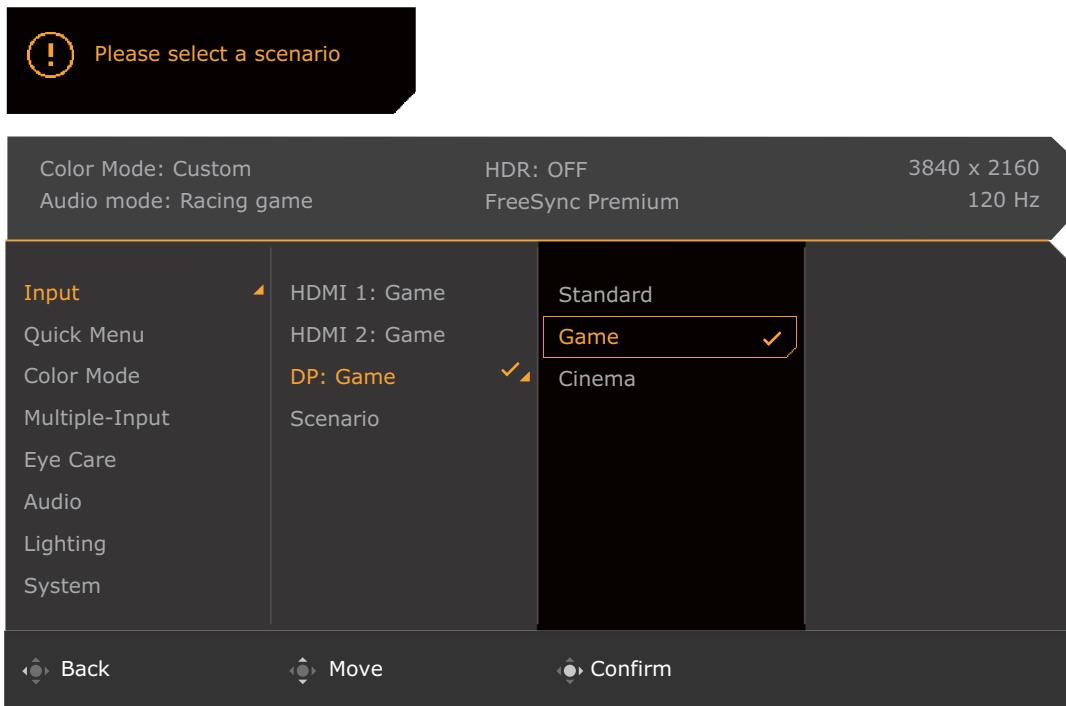 Please select a scenario
Color Mode: Custom
HDR: OFF
3840 x 2160
Audio mode: Racing game
FreeSync Premium
120 Hz
Input
Quick Menu
Color Mode
Multiple-Input
Eye Care
Audio
Lighting
System
HDMI 1: Game
HDMI 2: Game
DP: Game
Scenario
Standard
Game
Cinema
Back
Move
Confirm